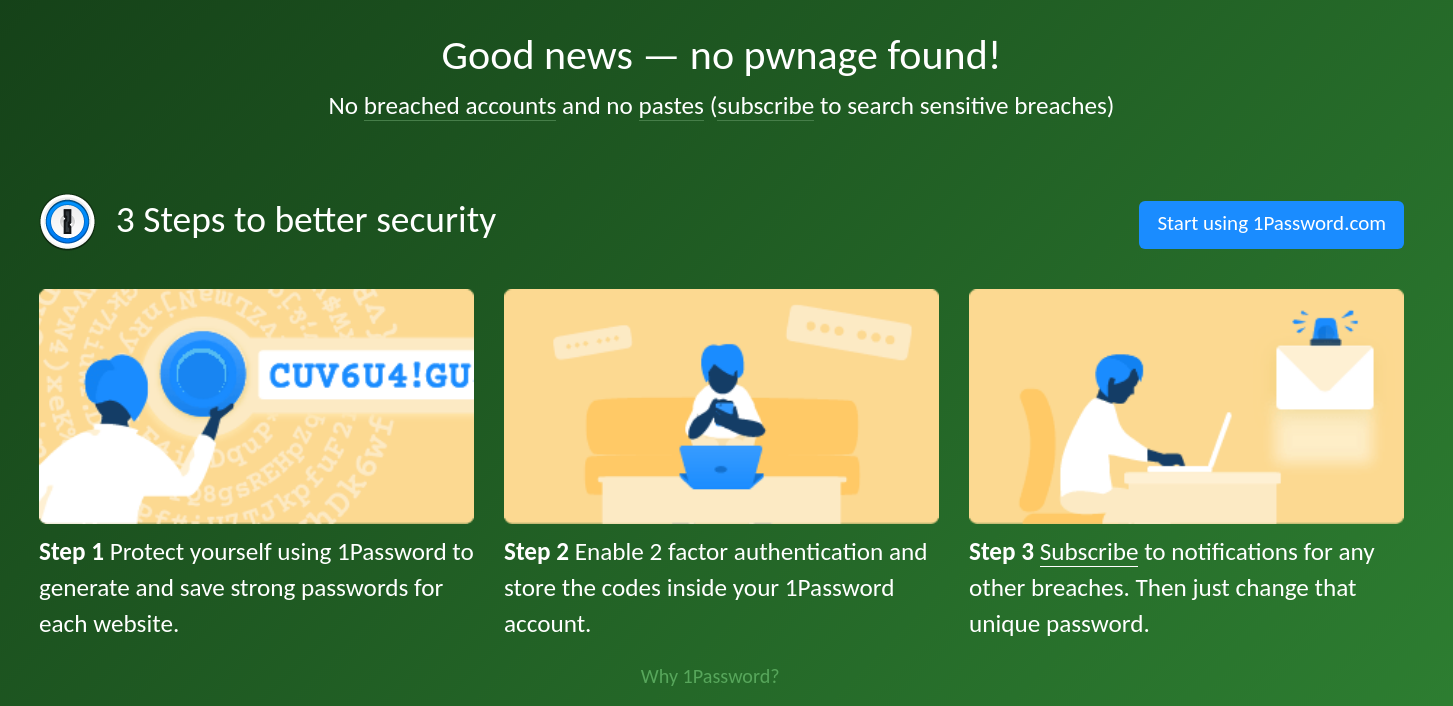 Good news — no pwnage found!
No breached accounts and no pastes (subscribe to search sensitive breaches)
3 Steps to better security
Start using 1Password.com
CUV6U4!GU
Step 1 Protect yourself using 1Password to
generate and save strong passwords for
each website.
Step 2 Enable 2 factor authentication and
store the codes inside your 1Password
account.
Step 3 Subscribe to notifications for any
other breaches. Then just change that
unique password.
Why 1Password?